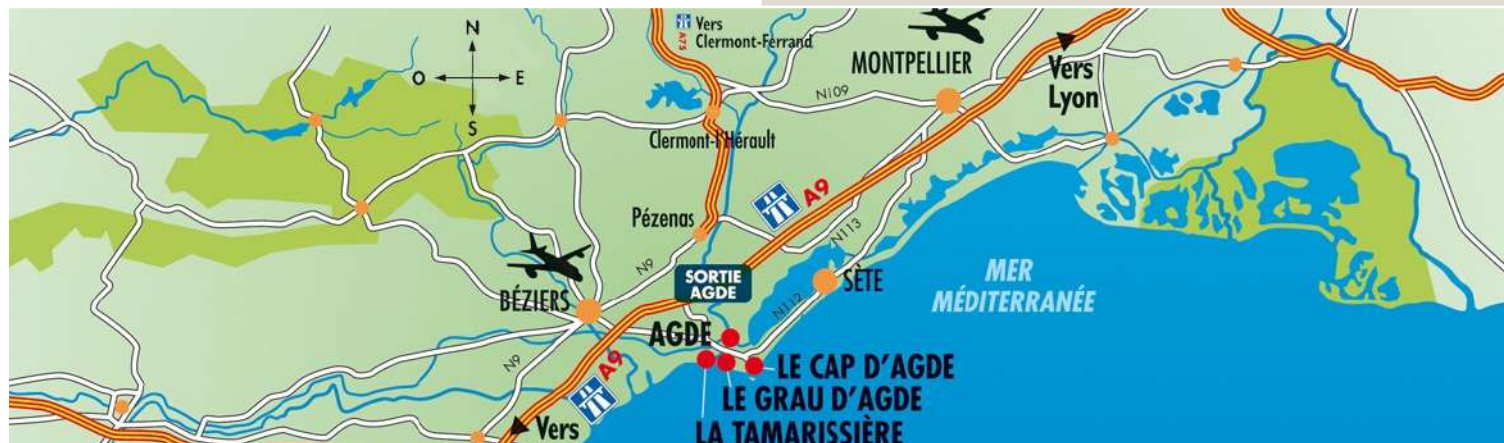 Vers
A75
Clermont-Ferrand
N
O
E
S
MONTPELLIER
Vers
Lyon
N109
Clermont-l'Hérault
A9
Pézenas
N113
N9
SORTIE
AGDE
SÈTE
MER
MÉDITERRANÉE
BÉZIERS
N112
AGDE
N9
A9
LE CAP D'AGDE
LE GRAU D'AGDE
Vers
LA TAMARISSIÈRE